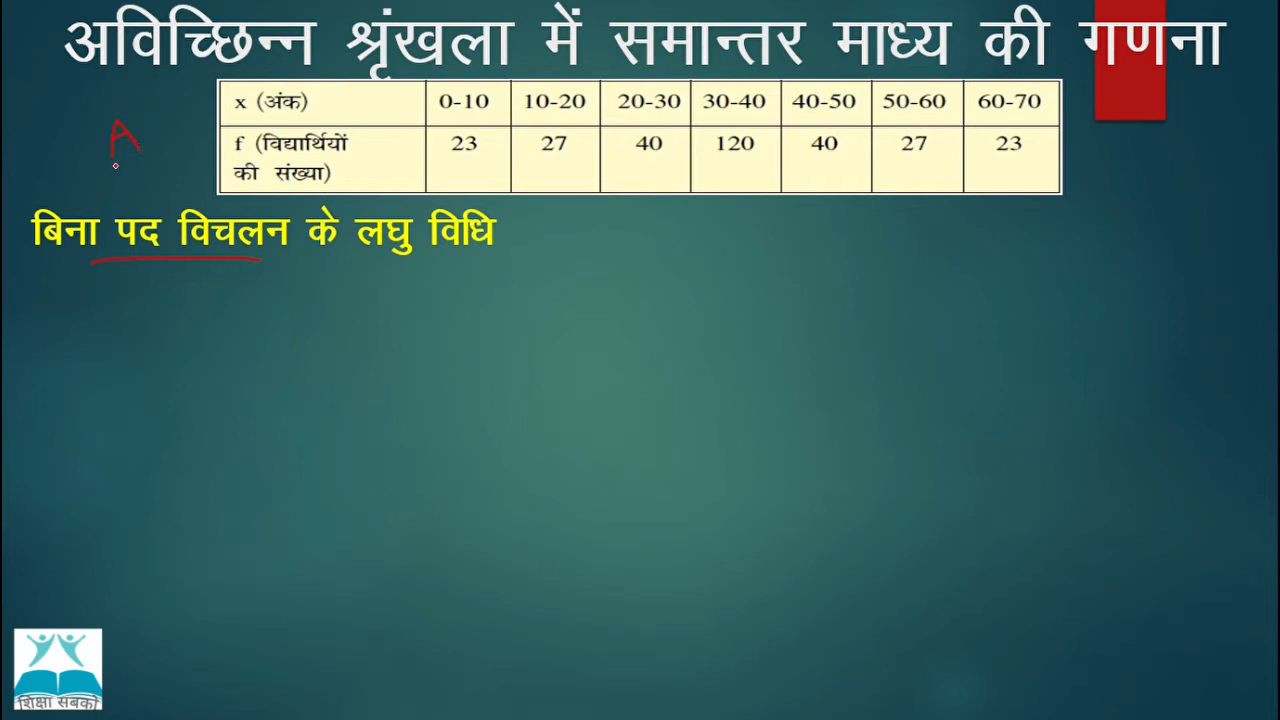 अविच्छिन्न श्रृंखला में समान्तर माध्य की गणना
x (अंक) 0-10 10-20 20-30 30-40 40-50 50-60 60-70
f (विद्यार्थियों 23 27 40 120 40 27 23
की संख्या)
A
बिना पद विचलन के लघु विधि
शिक्षा सबको